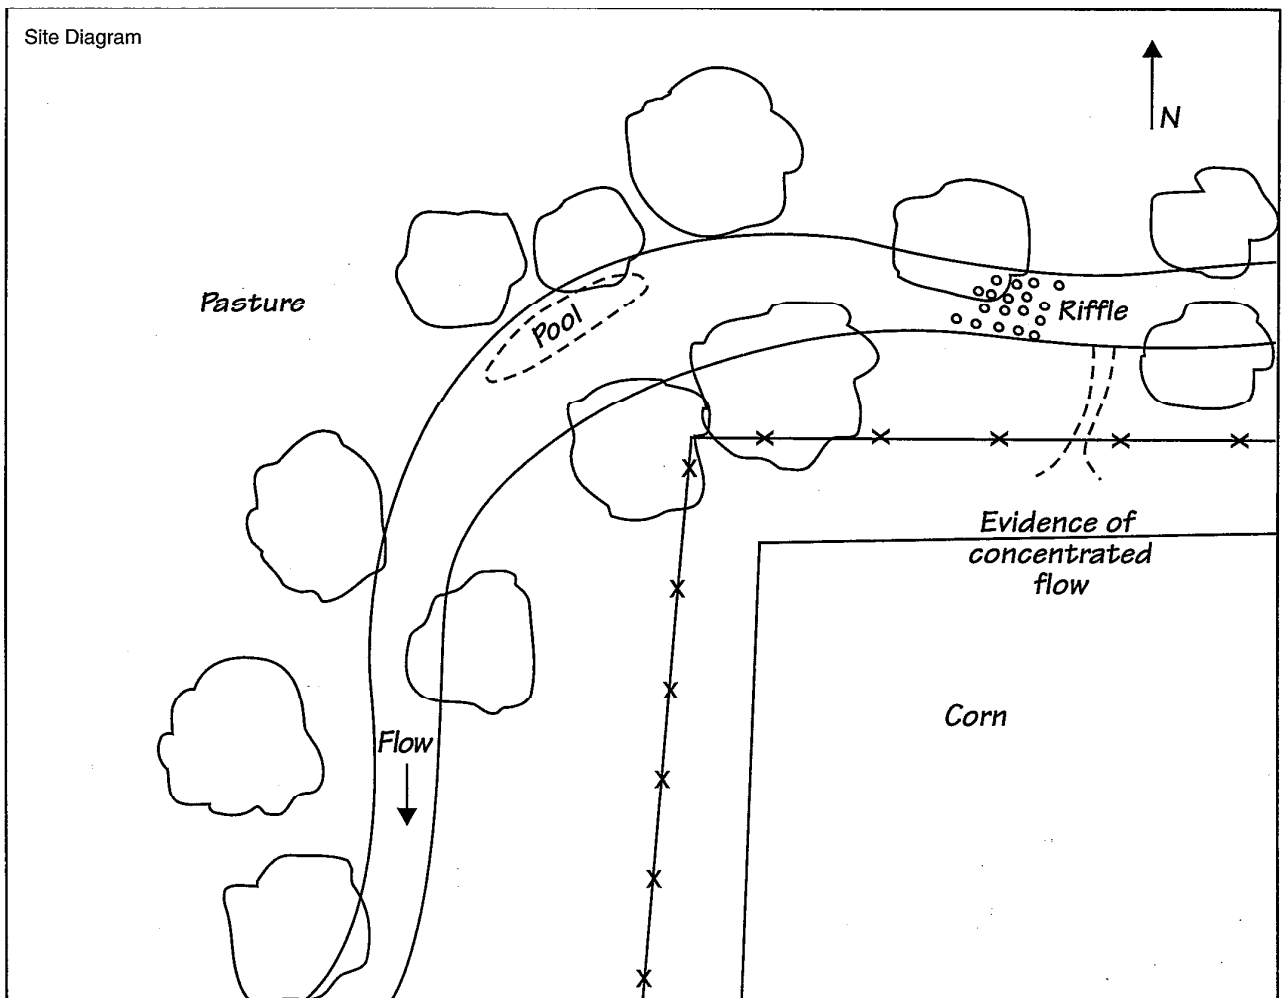 Site Diagram
N
Pasture
Pool
Riffle
Evidence of
concentrated
flow
Corn
Flow